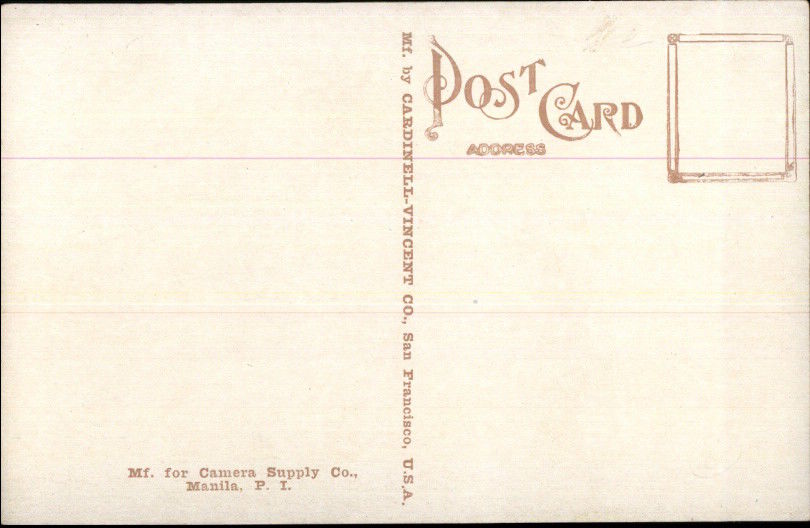 POST CARD
ADDRESS
Mf. by CARDINELL-VINCENT CO., San Francisco, U.S.A.
Mf. for Camera Supply Co.,
Manila, P. I.